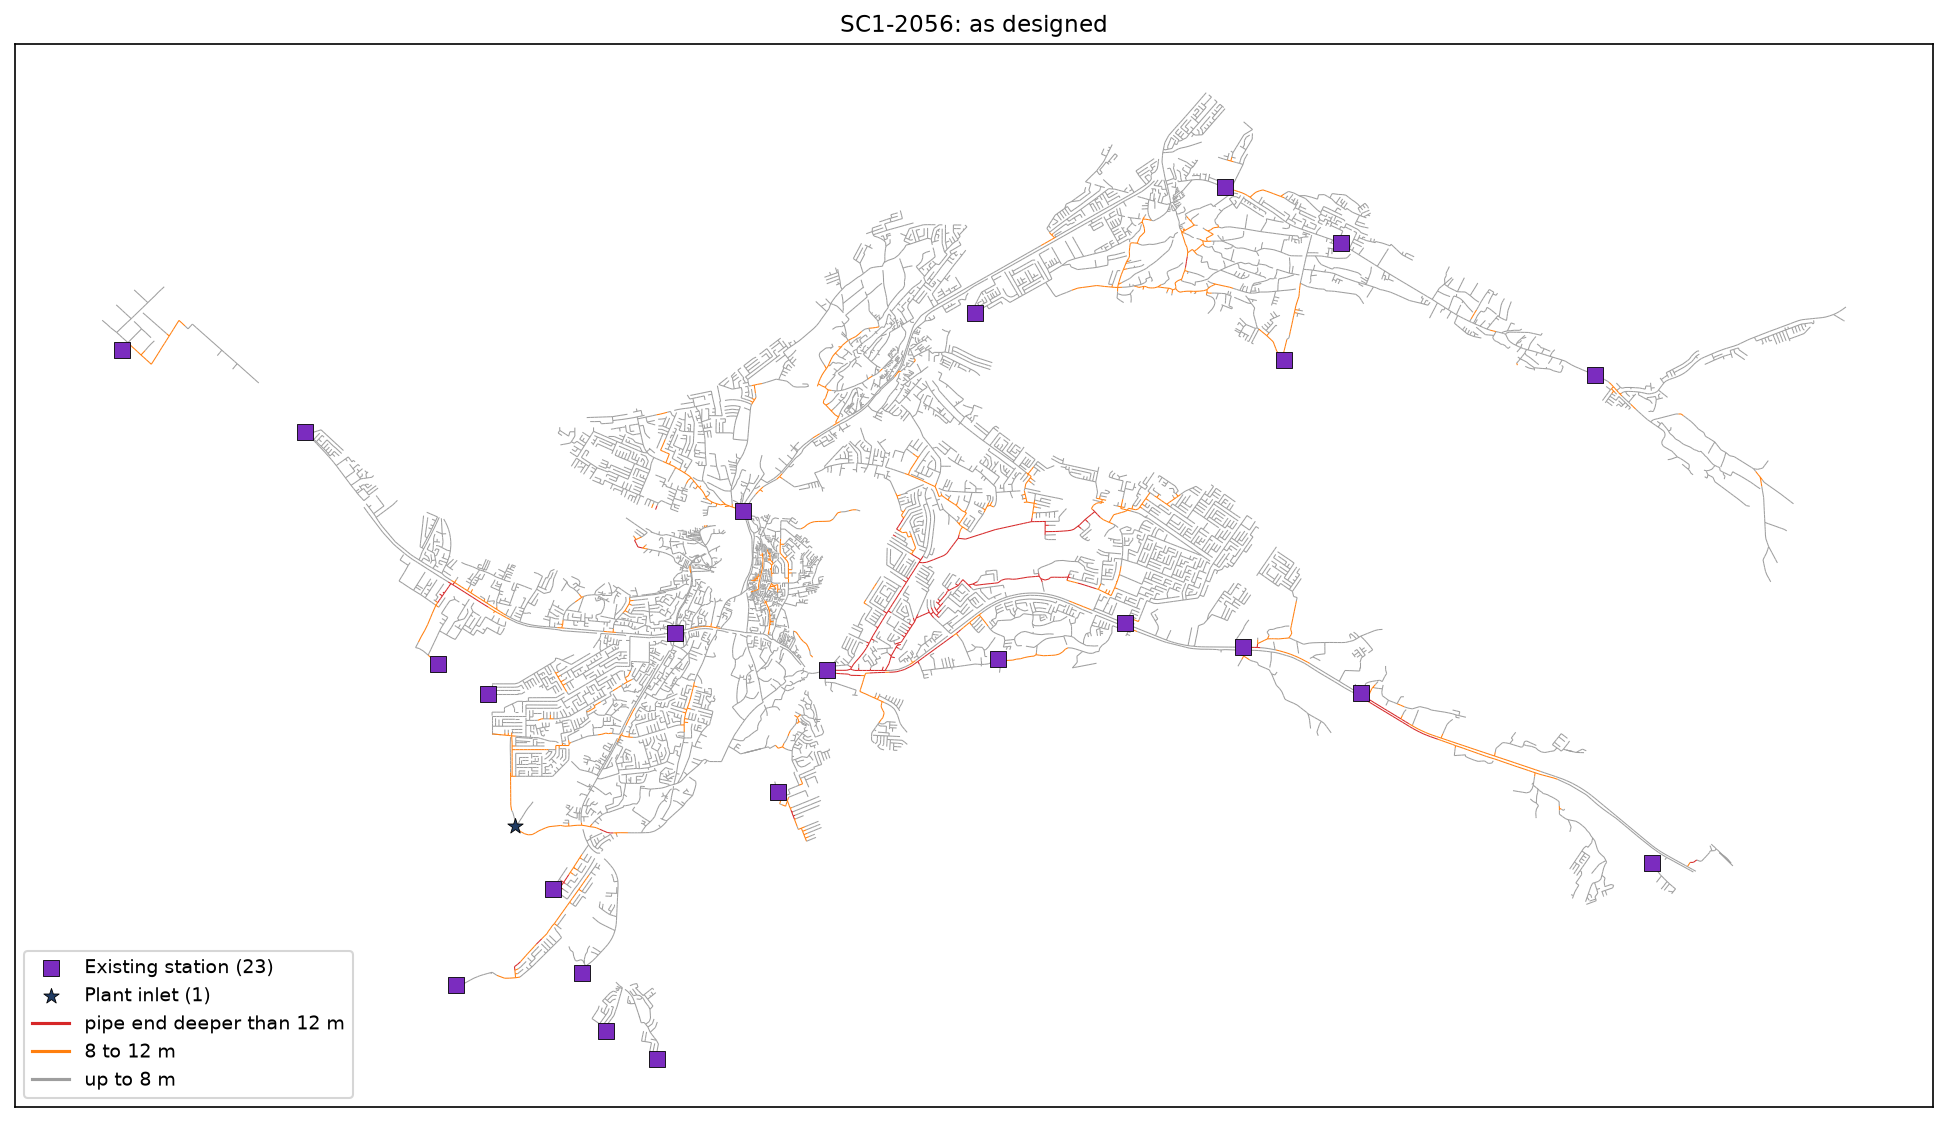 SC1-2056: as designed
Existing station (23)
Plant inlet (1)
pipe end deeper than 12 m
8 to 12 m
up to 8 m